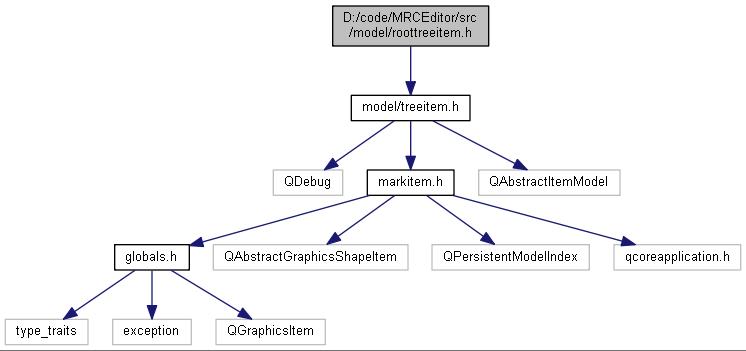 D:/code/MRCEditor/src
/model/roottreeitem.h
model/treeitem.h
QDebug
markitem.h
QAbstractItemModel
globals.h
QAbstractGraphicsShapeItem
QPersistentModelIndex
qcoreapplication.h
type_traits
exception
QGraphicsItem